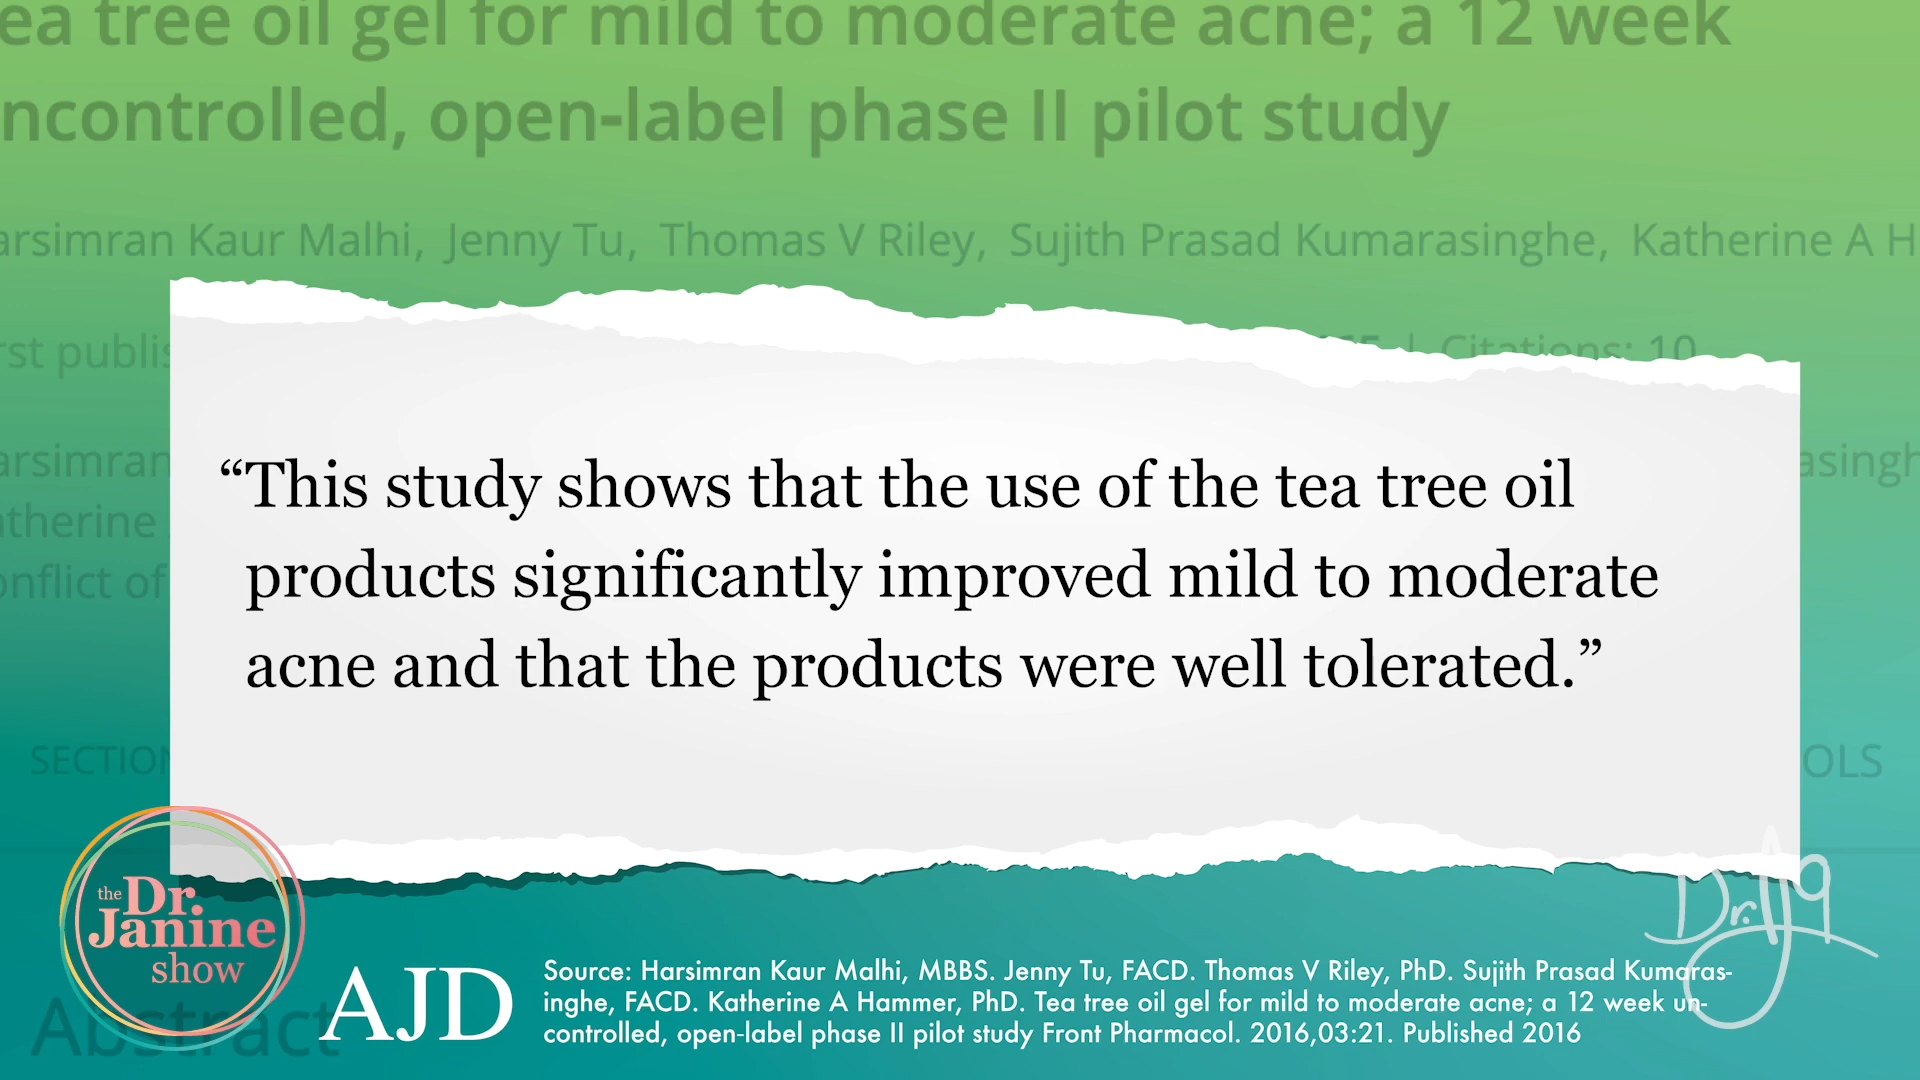 ea tree oil gel for mild to moderate acne; a 12 week
ncontrolled, open-label phase II pilot study
arsimran Kaur Malhi, Jenny Tu, Thomas V Riley, Sujith Prasad Kumarasinghe, Katherine A H
rst publis
Citations: 10
arsimran
asingh
atherine
onflict of
“This study shows that the use of the tea tree oil
products significantly improved mild to moderate
acne and that the products were well tolerated.”
SECTION
OLS
the Dr.
Janine
show
Abstract
AJD
Source: Harsimran Kaur Malhi, MBBS. Jenny Tu, FACD. Thomas V Riley, PhD. Sujith Prasad Kumaras-
inghe, FACD. Katherine A Hammer, PhD. Tea tree oil gel for mild to moderate acne; a 12 week un-
controlled, open-label phase II pilot study Front Pharmacol. 2016,03:21. Published 2016